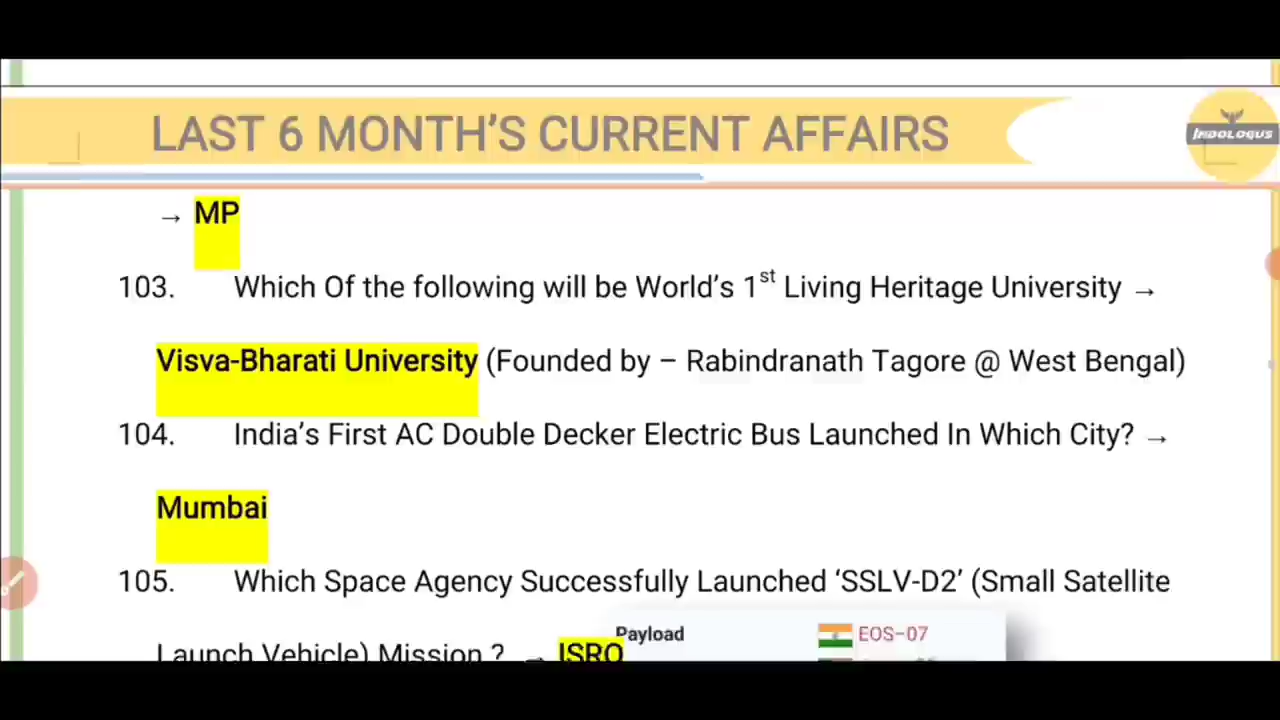 LAST 6 MONTH'S CURRENT AFFAIRS
INDOLOGUS
→ MP
103. Which Of the following will be World's 1st Living Heritage University →
Visva-Bharati University (Founded by – Rabindranath Tagore @ West Bengal)
104. India's First AC Double Decker Electric Bus Launched In Which City? →
Mumbai
105. Which Space Agency Successfully Launched ‘SSLV-D2’ (Small Satellite
Payload EOS-07
Launch Vehicle) Mission ? → ISRO